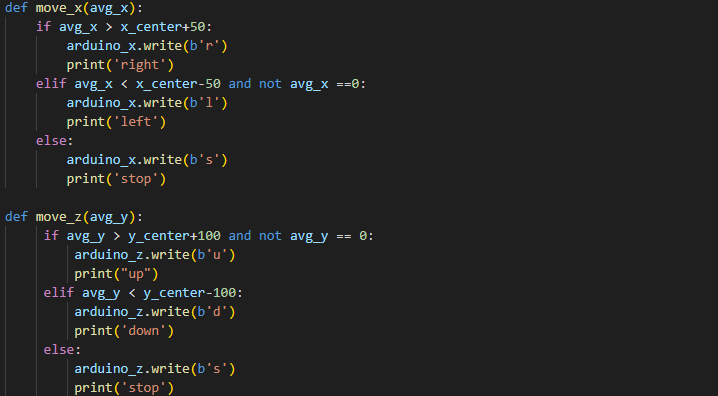 def move_x(avg_x):
    if avg_x > x_center+50:
        arduino_x.write(b'r')
        print('right')
    elif avg_x < x_center-50 and not avg_x ==0:
        arduino_x.write(b'l')
        print('left')
    else:
        arduino_x.write(b's')
        print('stop')

def move_z(avg_y):
     if avg_y > y_center+100 and not avg_y == 0:
         arduino_z.write(b'u')
         print("up")
     elif avg_y < y_center-100:
         arduino_z.write(b'd')
         print('down')
     else:
         arduino_z.write(b's')
         print('stop')